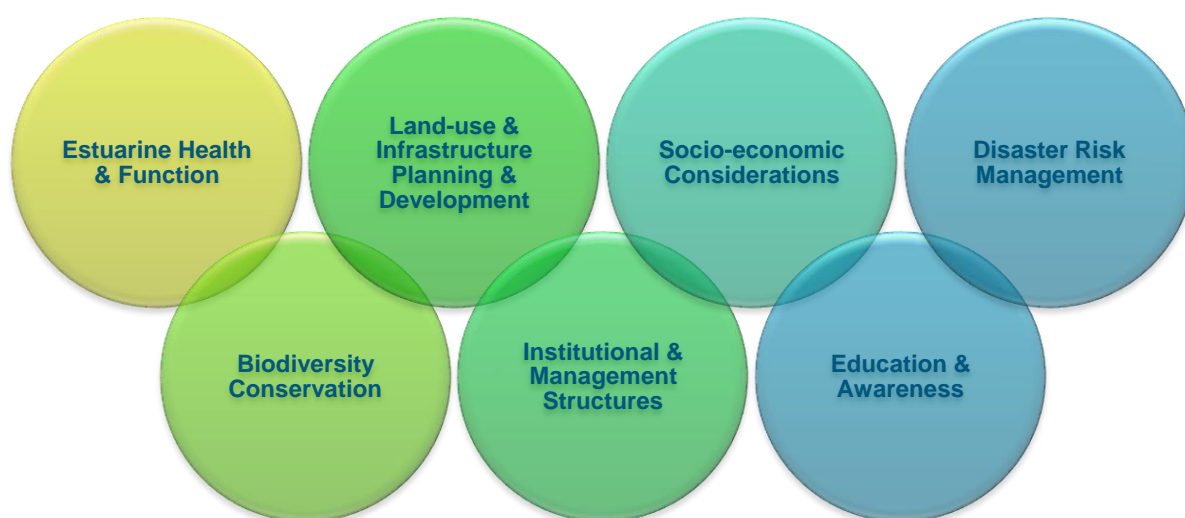 Estuarine Health
& Function
Land-use &
Infrastructure
Planning &
Development
Socio-economic
Considerations
Disaster Risk
Management
Biodiversity
Conservation
Institutional &
Management
Structures
Education &
Awareness